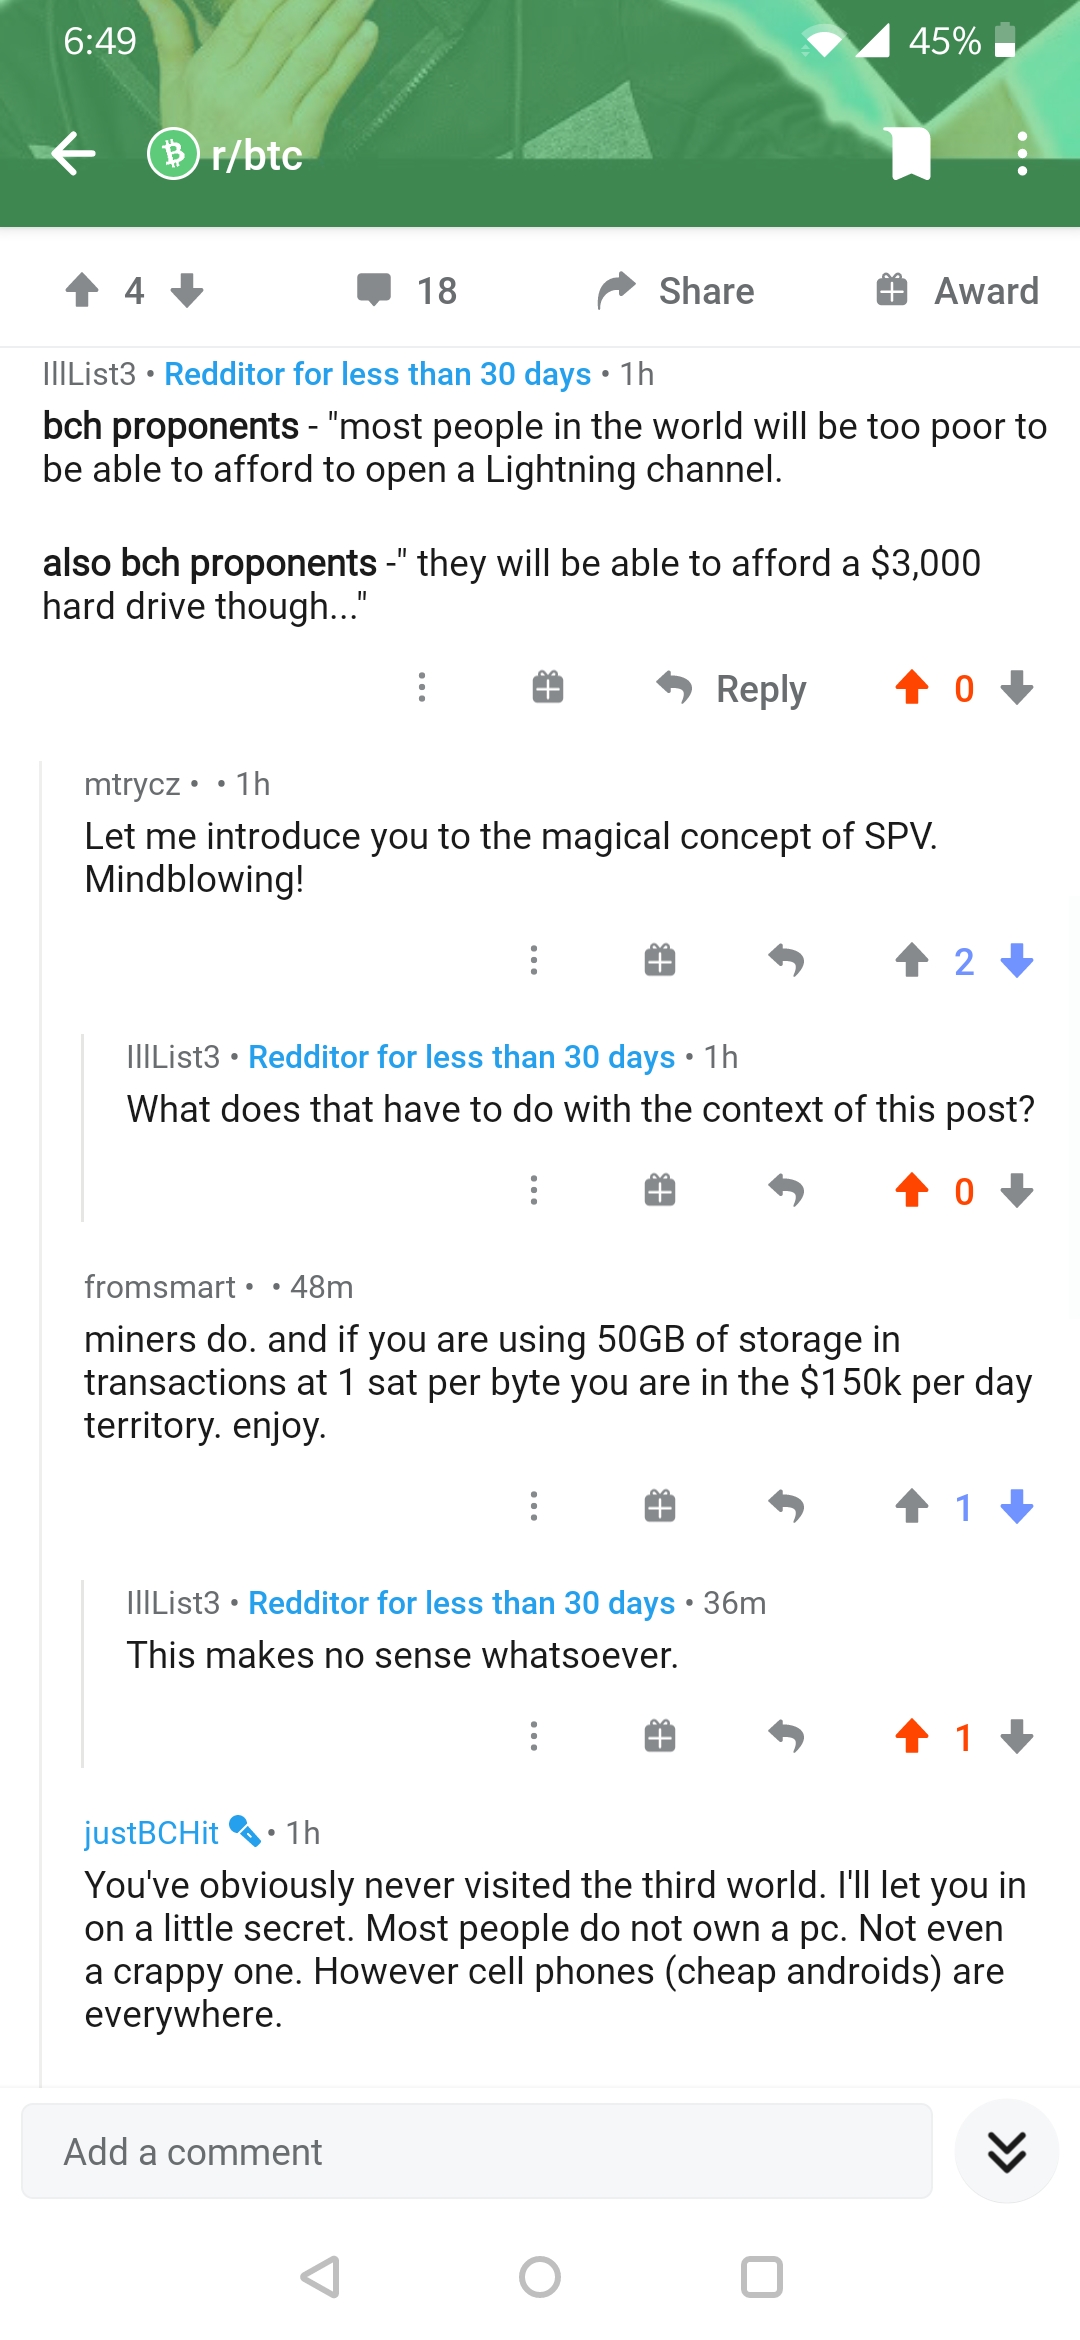 6:49
45%
r/btc
4
18
Share
Award
IllList3 • Redditor for less than 30 days • 1h
bch proponents - "most people in the world will be too poor to
be able to afford to open a Lightning channel.
also bch proponents -" they will be able to afford a $3,000
hard drive though..."
Reply
0
mtrycz • • 1h
Let me introduce you to the magical concept of SPV.
Mindblowing!
2
IllList3 • Redditor for less than 30 days • 1h
What does that have to do with the context of this post?
0
fromsmart • • 48m
miners do. and if you are using 50GB of storage in
transactions at 1 sat per byte you are in the $150k per day
territory. enjoy.
1
IllList3 • Redditor for less than 30 days • 36m
This makes no sense whatsoever.
1
justBCHit • 1h
You've obviously never visited the third world. I'll let you in
on a little secret. Most people do not own a pc. Not even
a crappy one. However cell phones (cheap androids) are
everywhere.
Add a comment